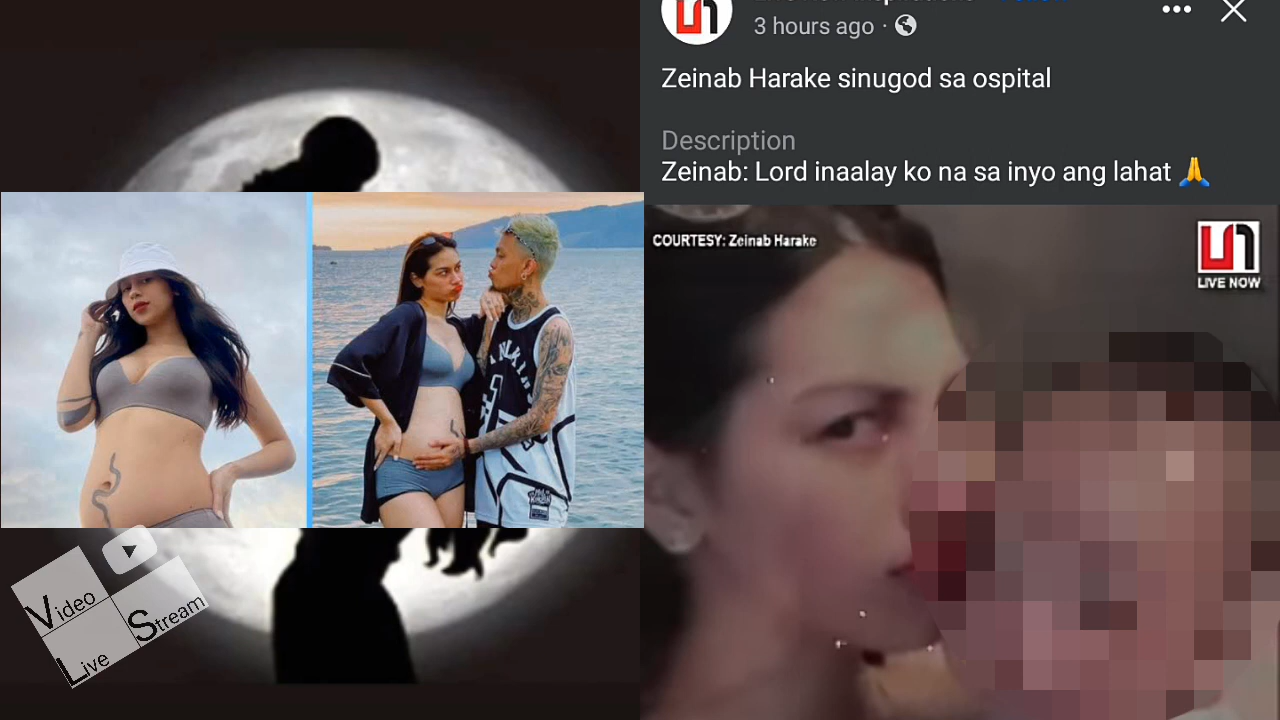 3 hours ago ·
Zeinab Harake sinugod sa ospital
Description
Zeinab: Lord inaalay ko na sa inyo ang lahat 🙏
COURTESY: Zeinab Harake
LIVE NOW
Video
Live
Stream